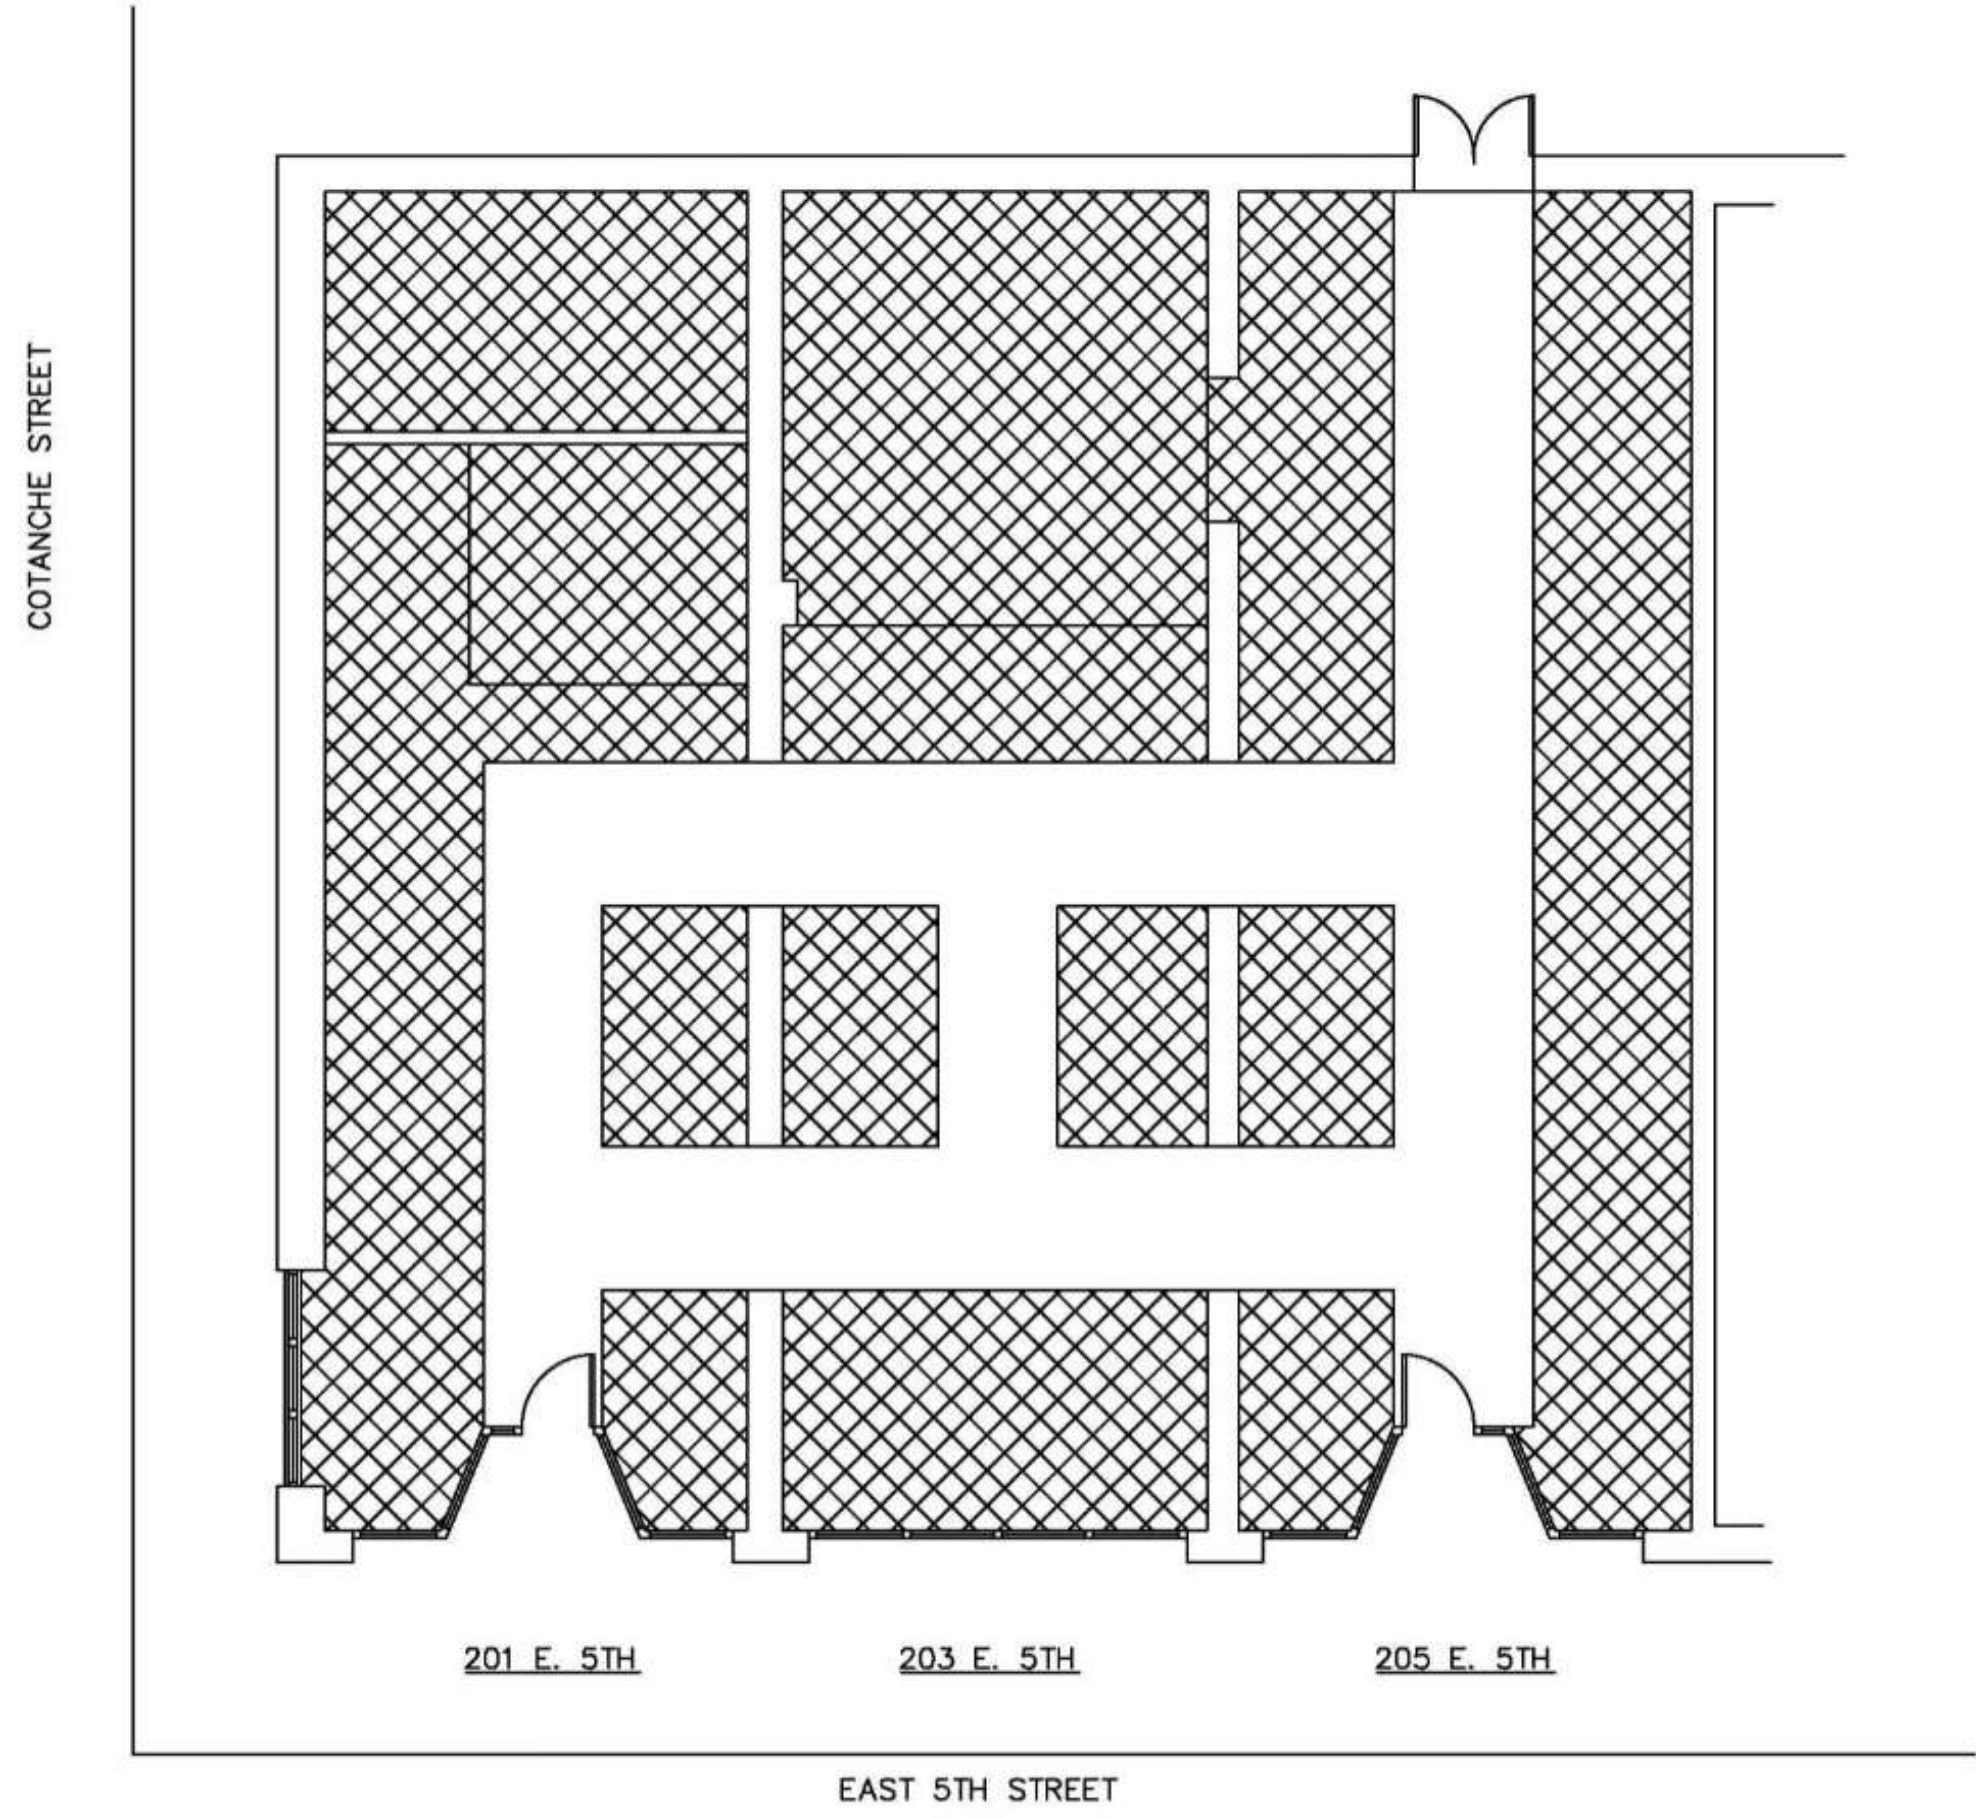 COTANCHE STREET
201 E. 5TH
203 E. 5TH
205 E. 5TH
EAST 5TH STREET